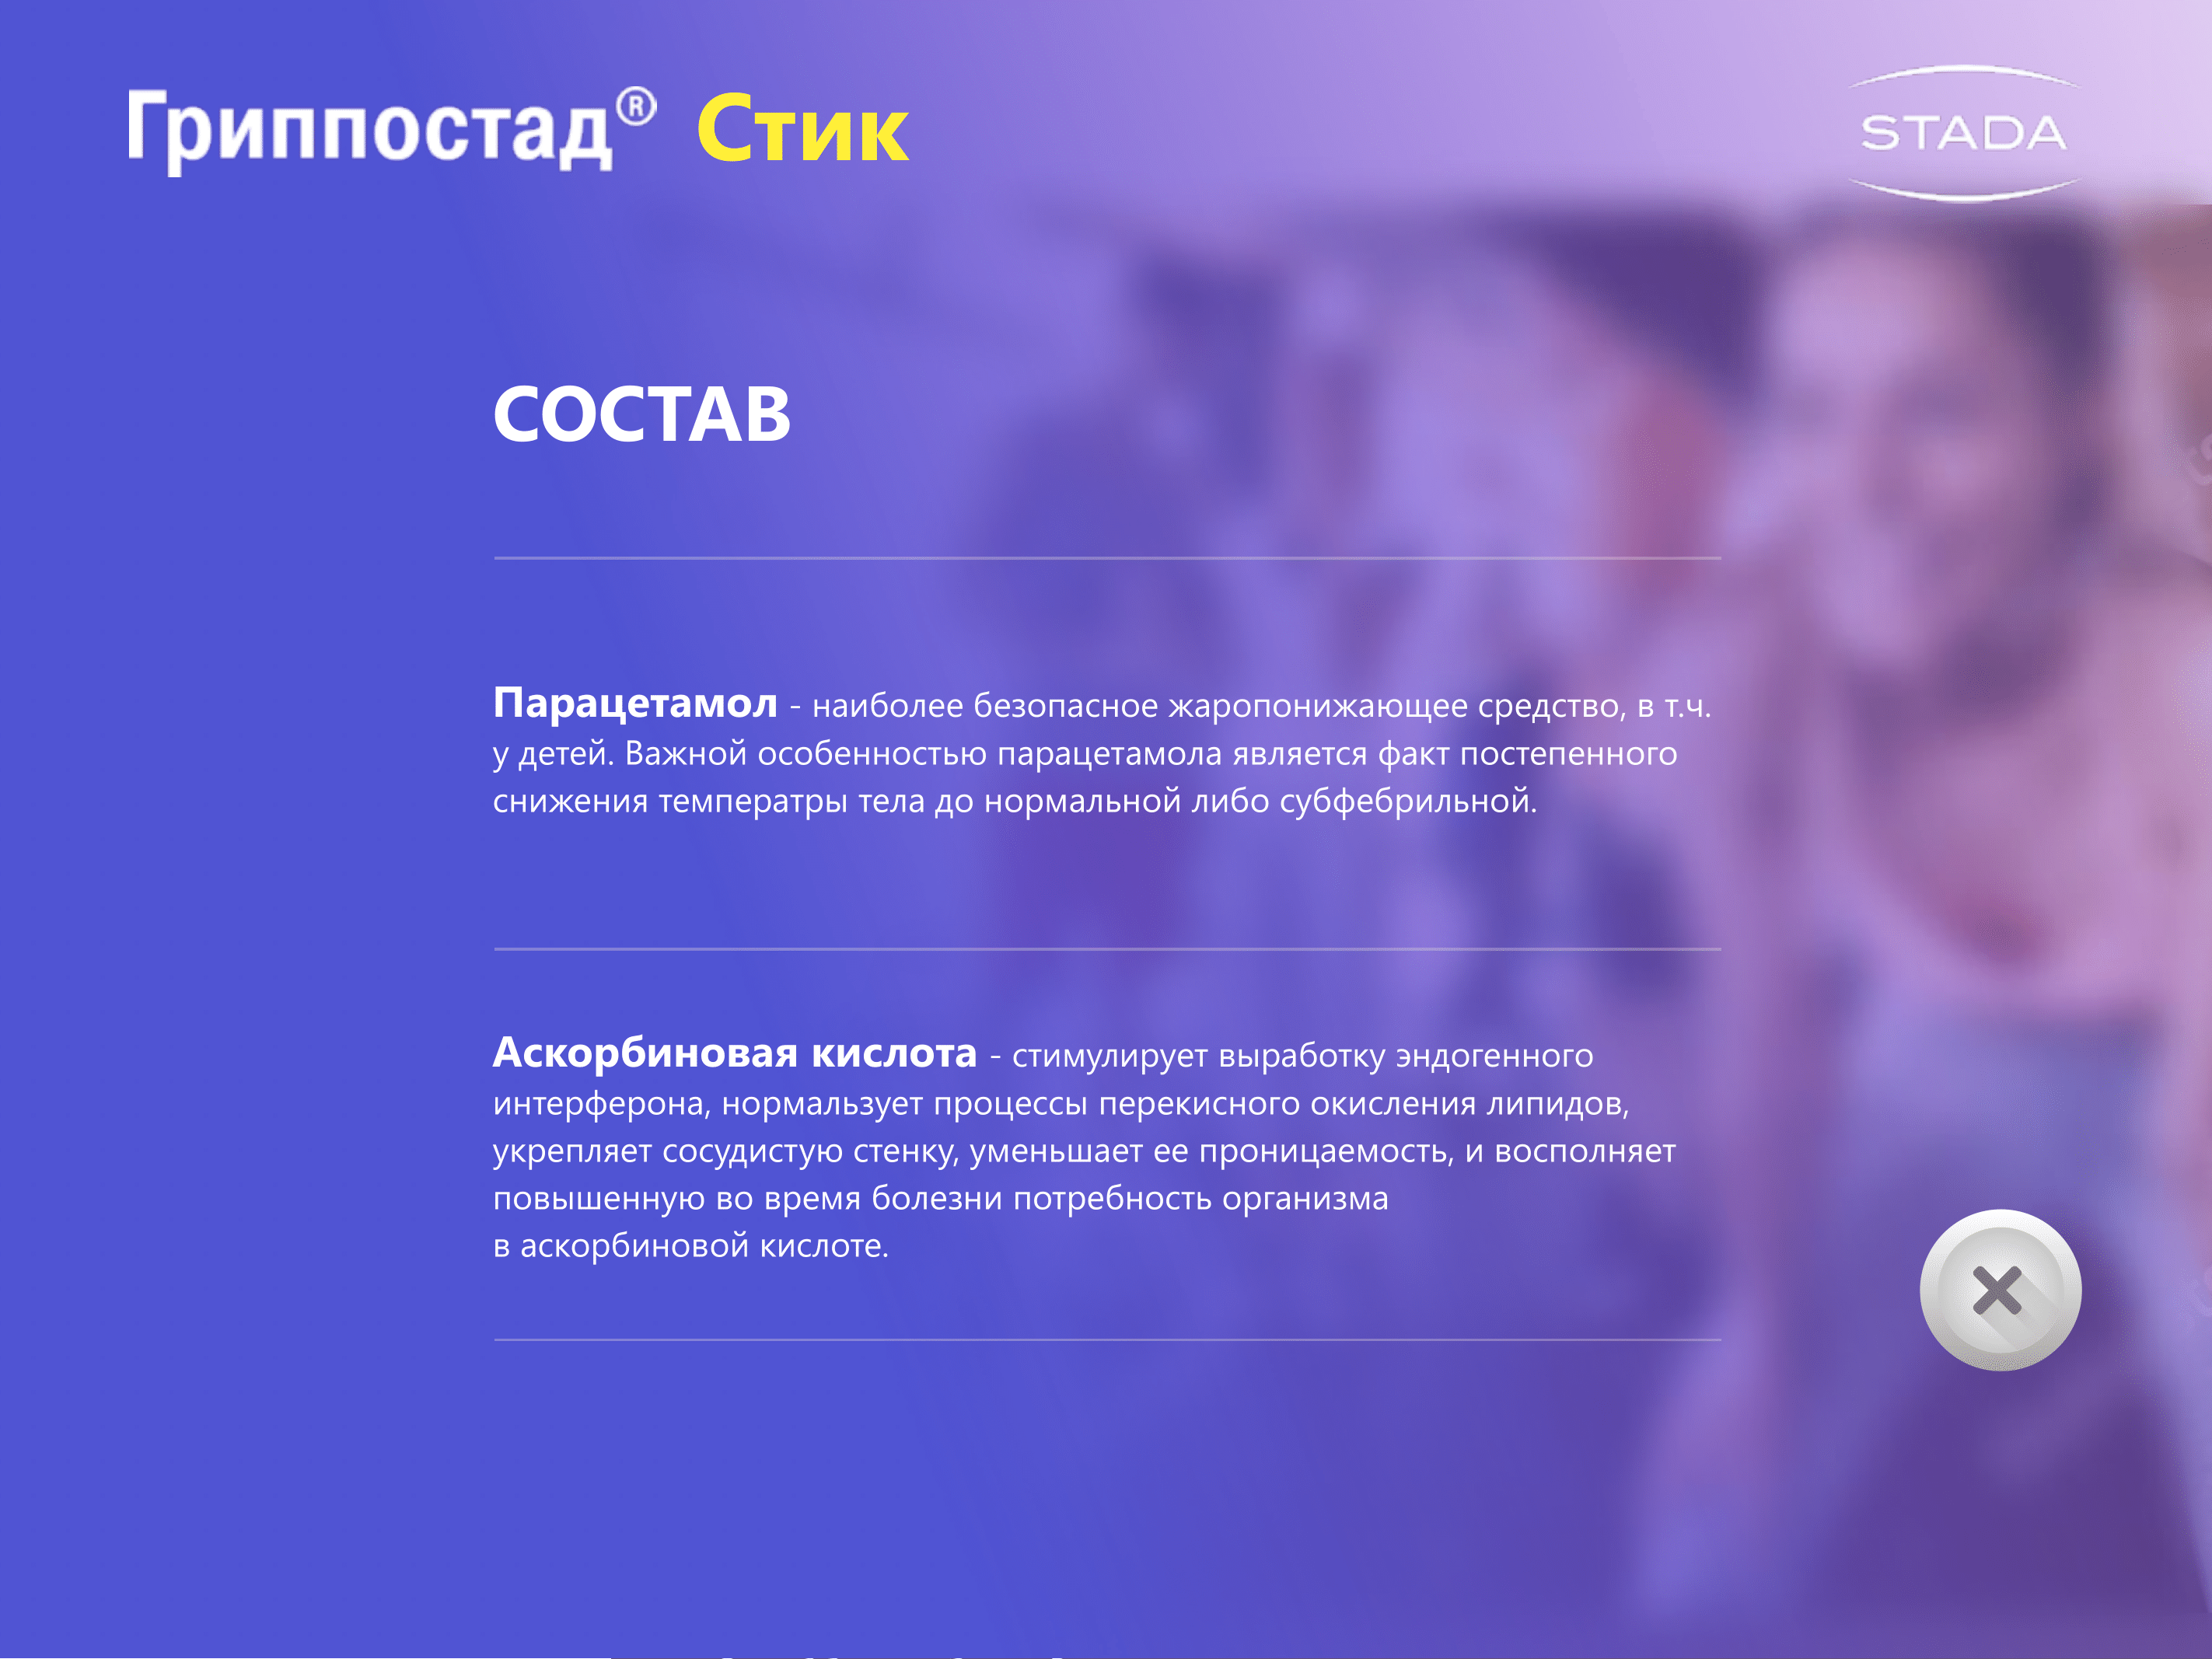 Гриппостад® Стик
STADA
СОСТАВ
Парацетамол - наиболее безопасное жаропонижающее средство, в т.ч.
у детей. Важной особенностью парацетамола является факт постепенного
снижения температры тела до нормальной либо субфебрильной.
Аскорбиновая кислота - стимулирует выработку эндогенного
интерферона, нормальзует процессы перекисного окисления липидов,
укрепляет сосудистую стенку, уменьшает ее проницаемость, и восполняет
повышенную во время болезни потребность организма
в аскорбиновой кислоте.